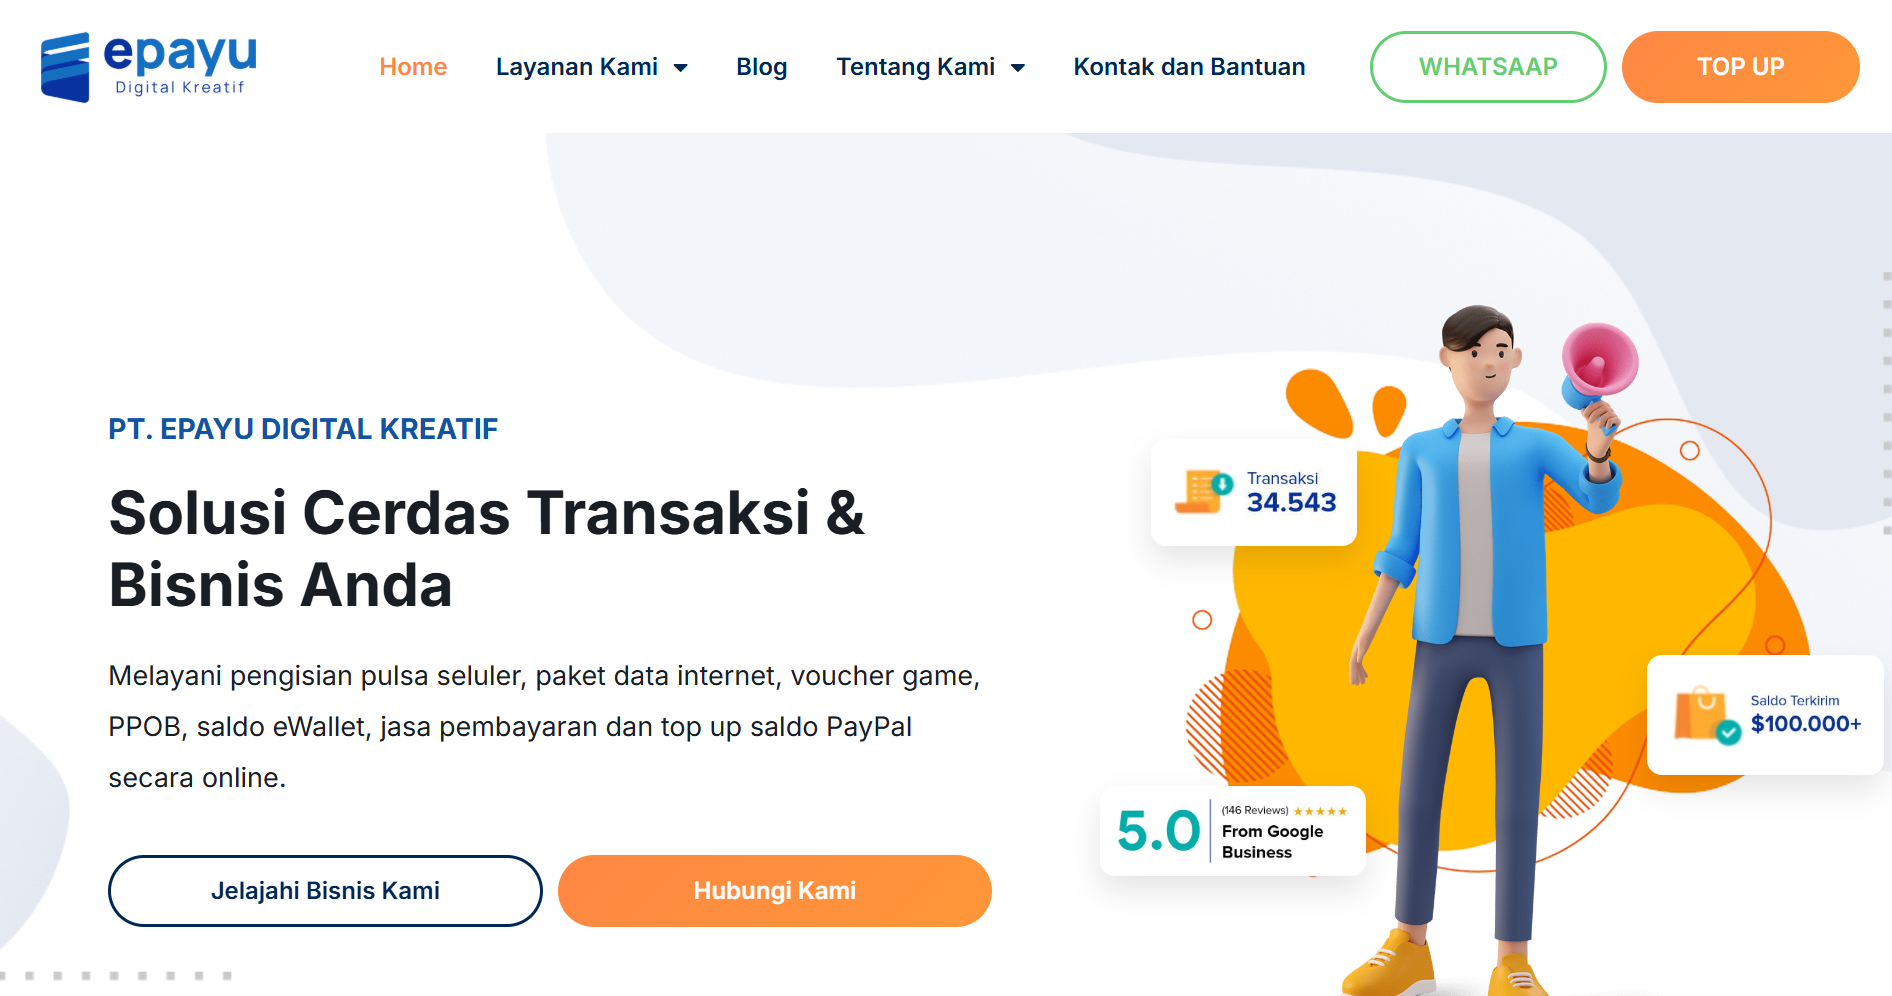 epayu
Digital Kreatif
Home
Layanan Kami
Blog
Tentang Kami
Kontak dan Bantuan
WHATSAAP
TOP UP
PT. EPAYU DIGITAL KREATIF
Solusi Cerdas Transaksi &
Bisnis Anda
Melayani pengisian pulsa seluler, paket data internet, voucher game,
PPOB, saldo eWallet, jasa pembayaran dan top up saldo PayPal
secara online.
Jelajahi Bisnis Kami
Hubungi Kami
Transaksi
34.543
Saldo Terkirim
$100.000+
5.0
(146 Reviews)
From Google
Business